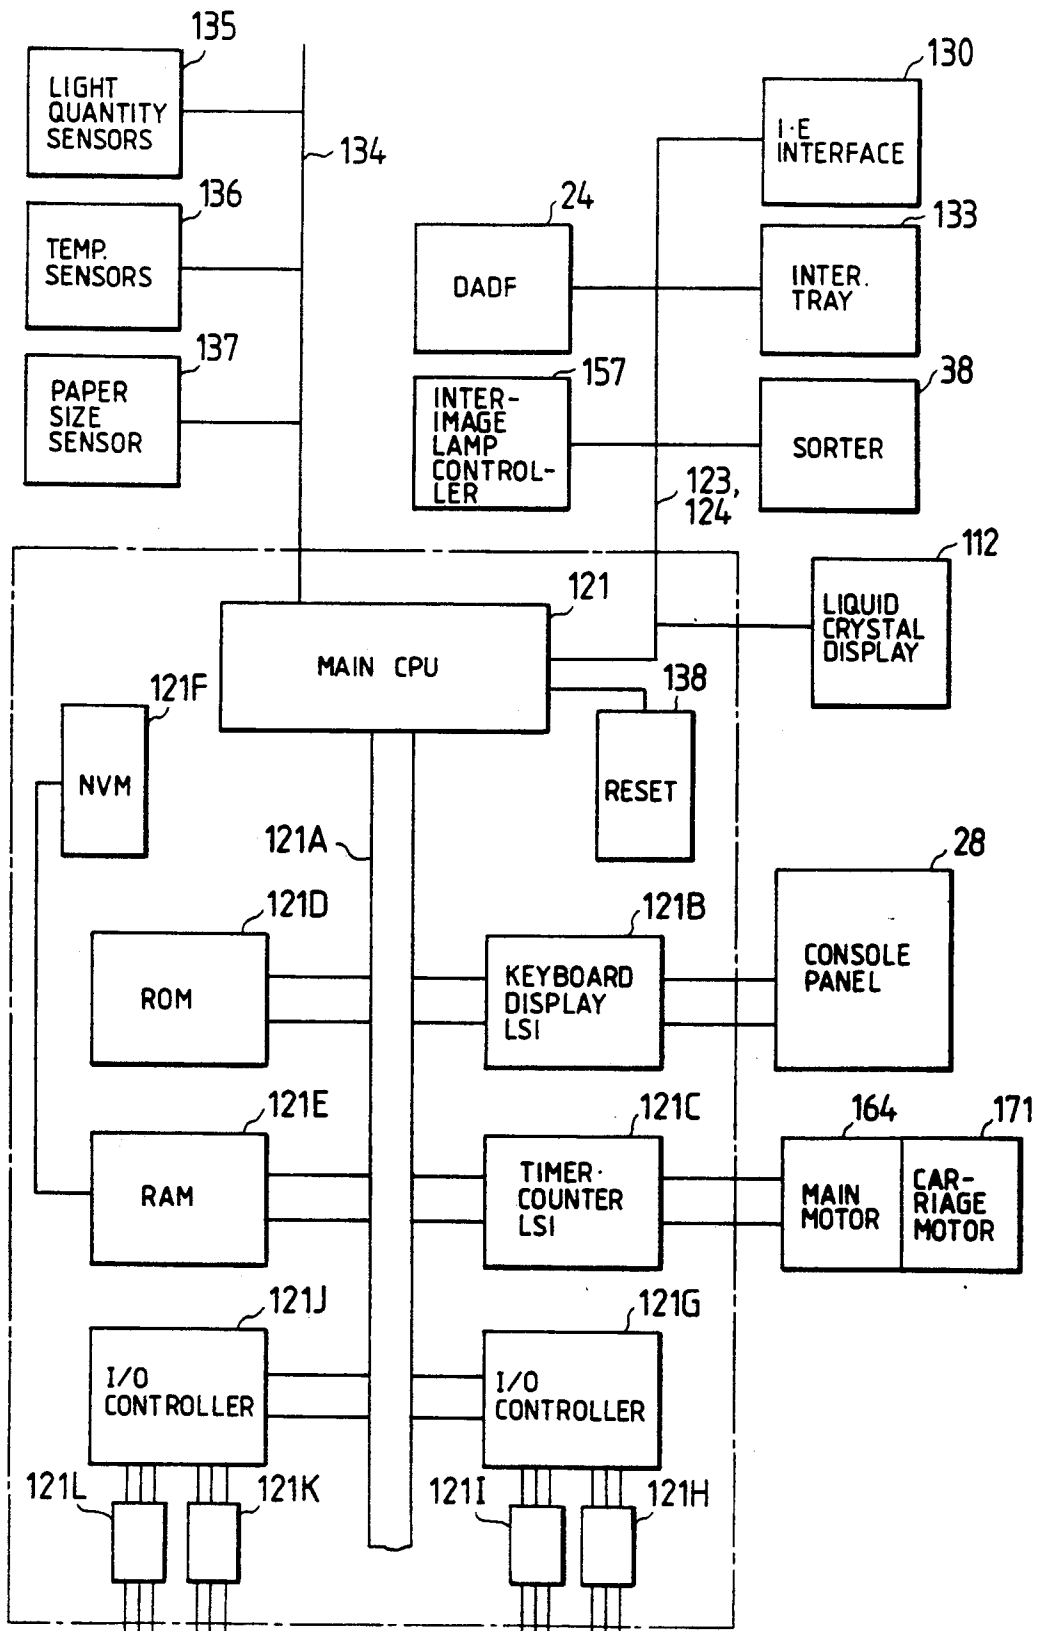 135
LIGHT
QUANTITY
SENSORS
134
130
I·E
INTERFACE
136
TEMP.
SENSORS
24
DADF
133
INTER.
TRAY
137
PAPER
SIZE
SENSOR
157
INTER-
IMAGE
LAMP
CONTROL-
LER
38
SORTER
123,
124
112
LIQUID
CRYSTAL
DISPLAY
121
MAIN CPU
121F
NVM
138
RESET
121A
28
CONSOLE
PANEL
121D
ROM
121B
KEYBOARD
DISPLAY
LSI
121E
RAM
121C
TIMER·
COUNTER
LSI
164
MAIN
MOTOR
171
CAR-
RIAGE
MOTOR
121J
I/O
CONTROLLER
121G
I/O
CONTROLLER
121L
121K
121I
121H